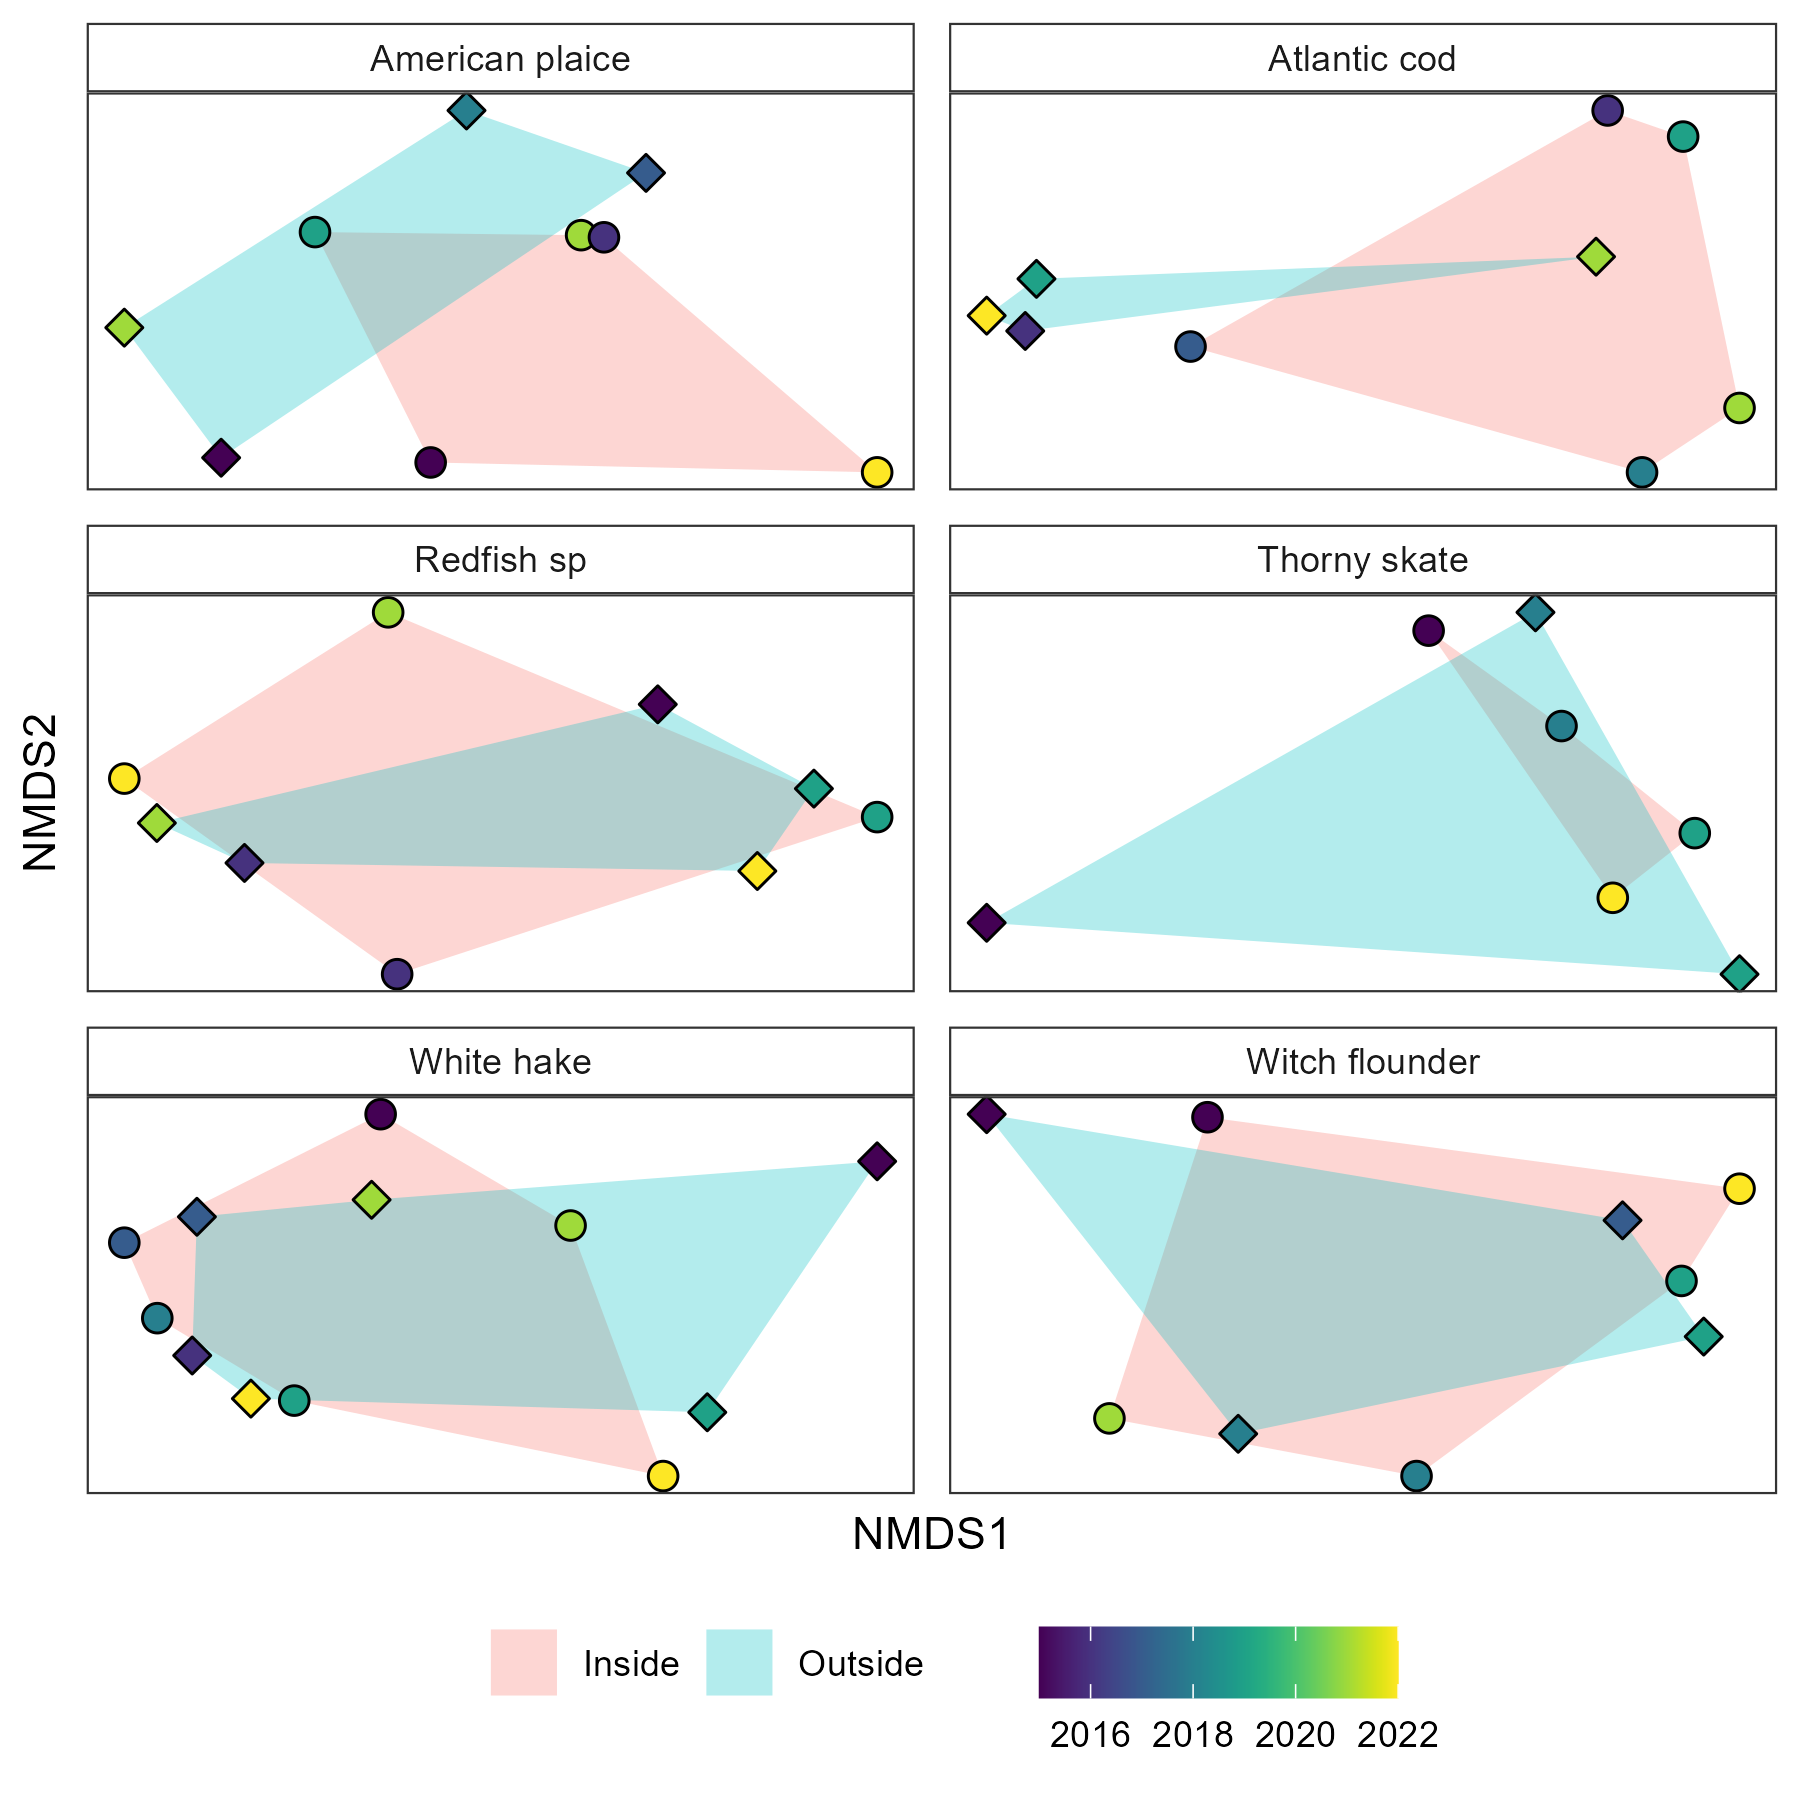 American plaice
Atlantic cod
Redfish sp
Thorny skate
White hake
Witch flounder
NMDS2
NMDS1
Inside
Outside
2016 2018 2020 2022